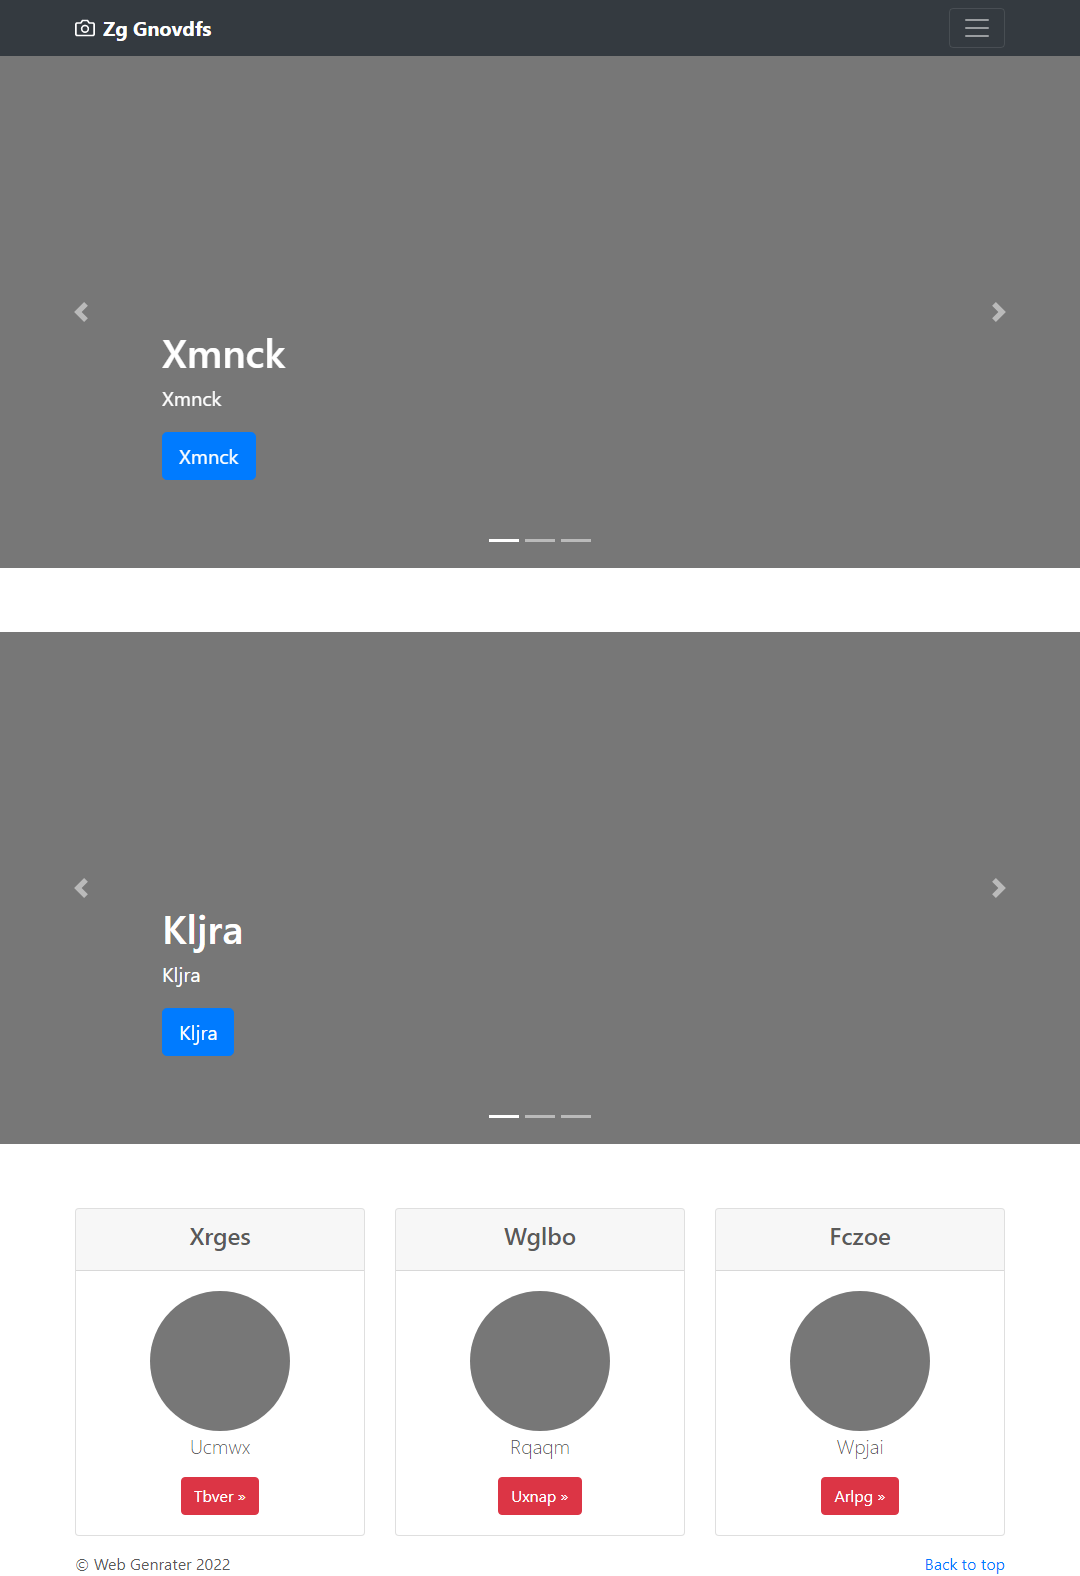 Zg Gnovdfs
Xmnck
Xmnck
Xmnck
Kljra
Kljra
Kljra
Xrges
Wglbo
Fczoe
Ucmwx
Rqaqm
Wpjai
Tbver »
Uxnap »
Arlpg »
© Web Genrater 2022
Back to top